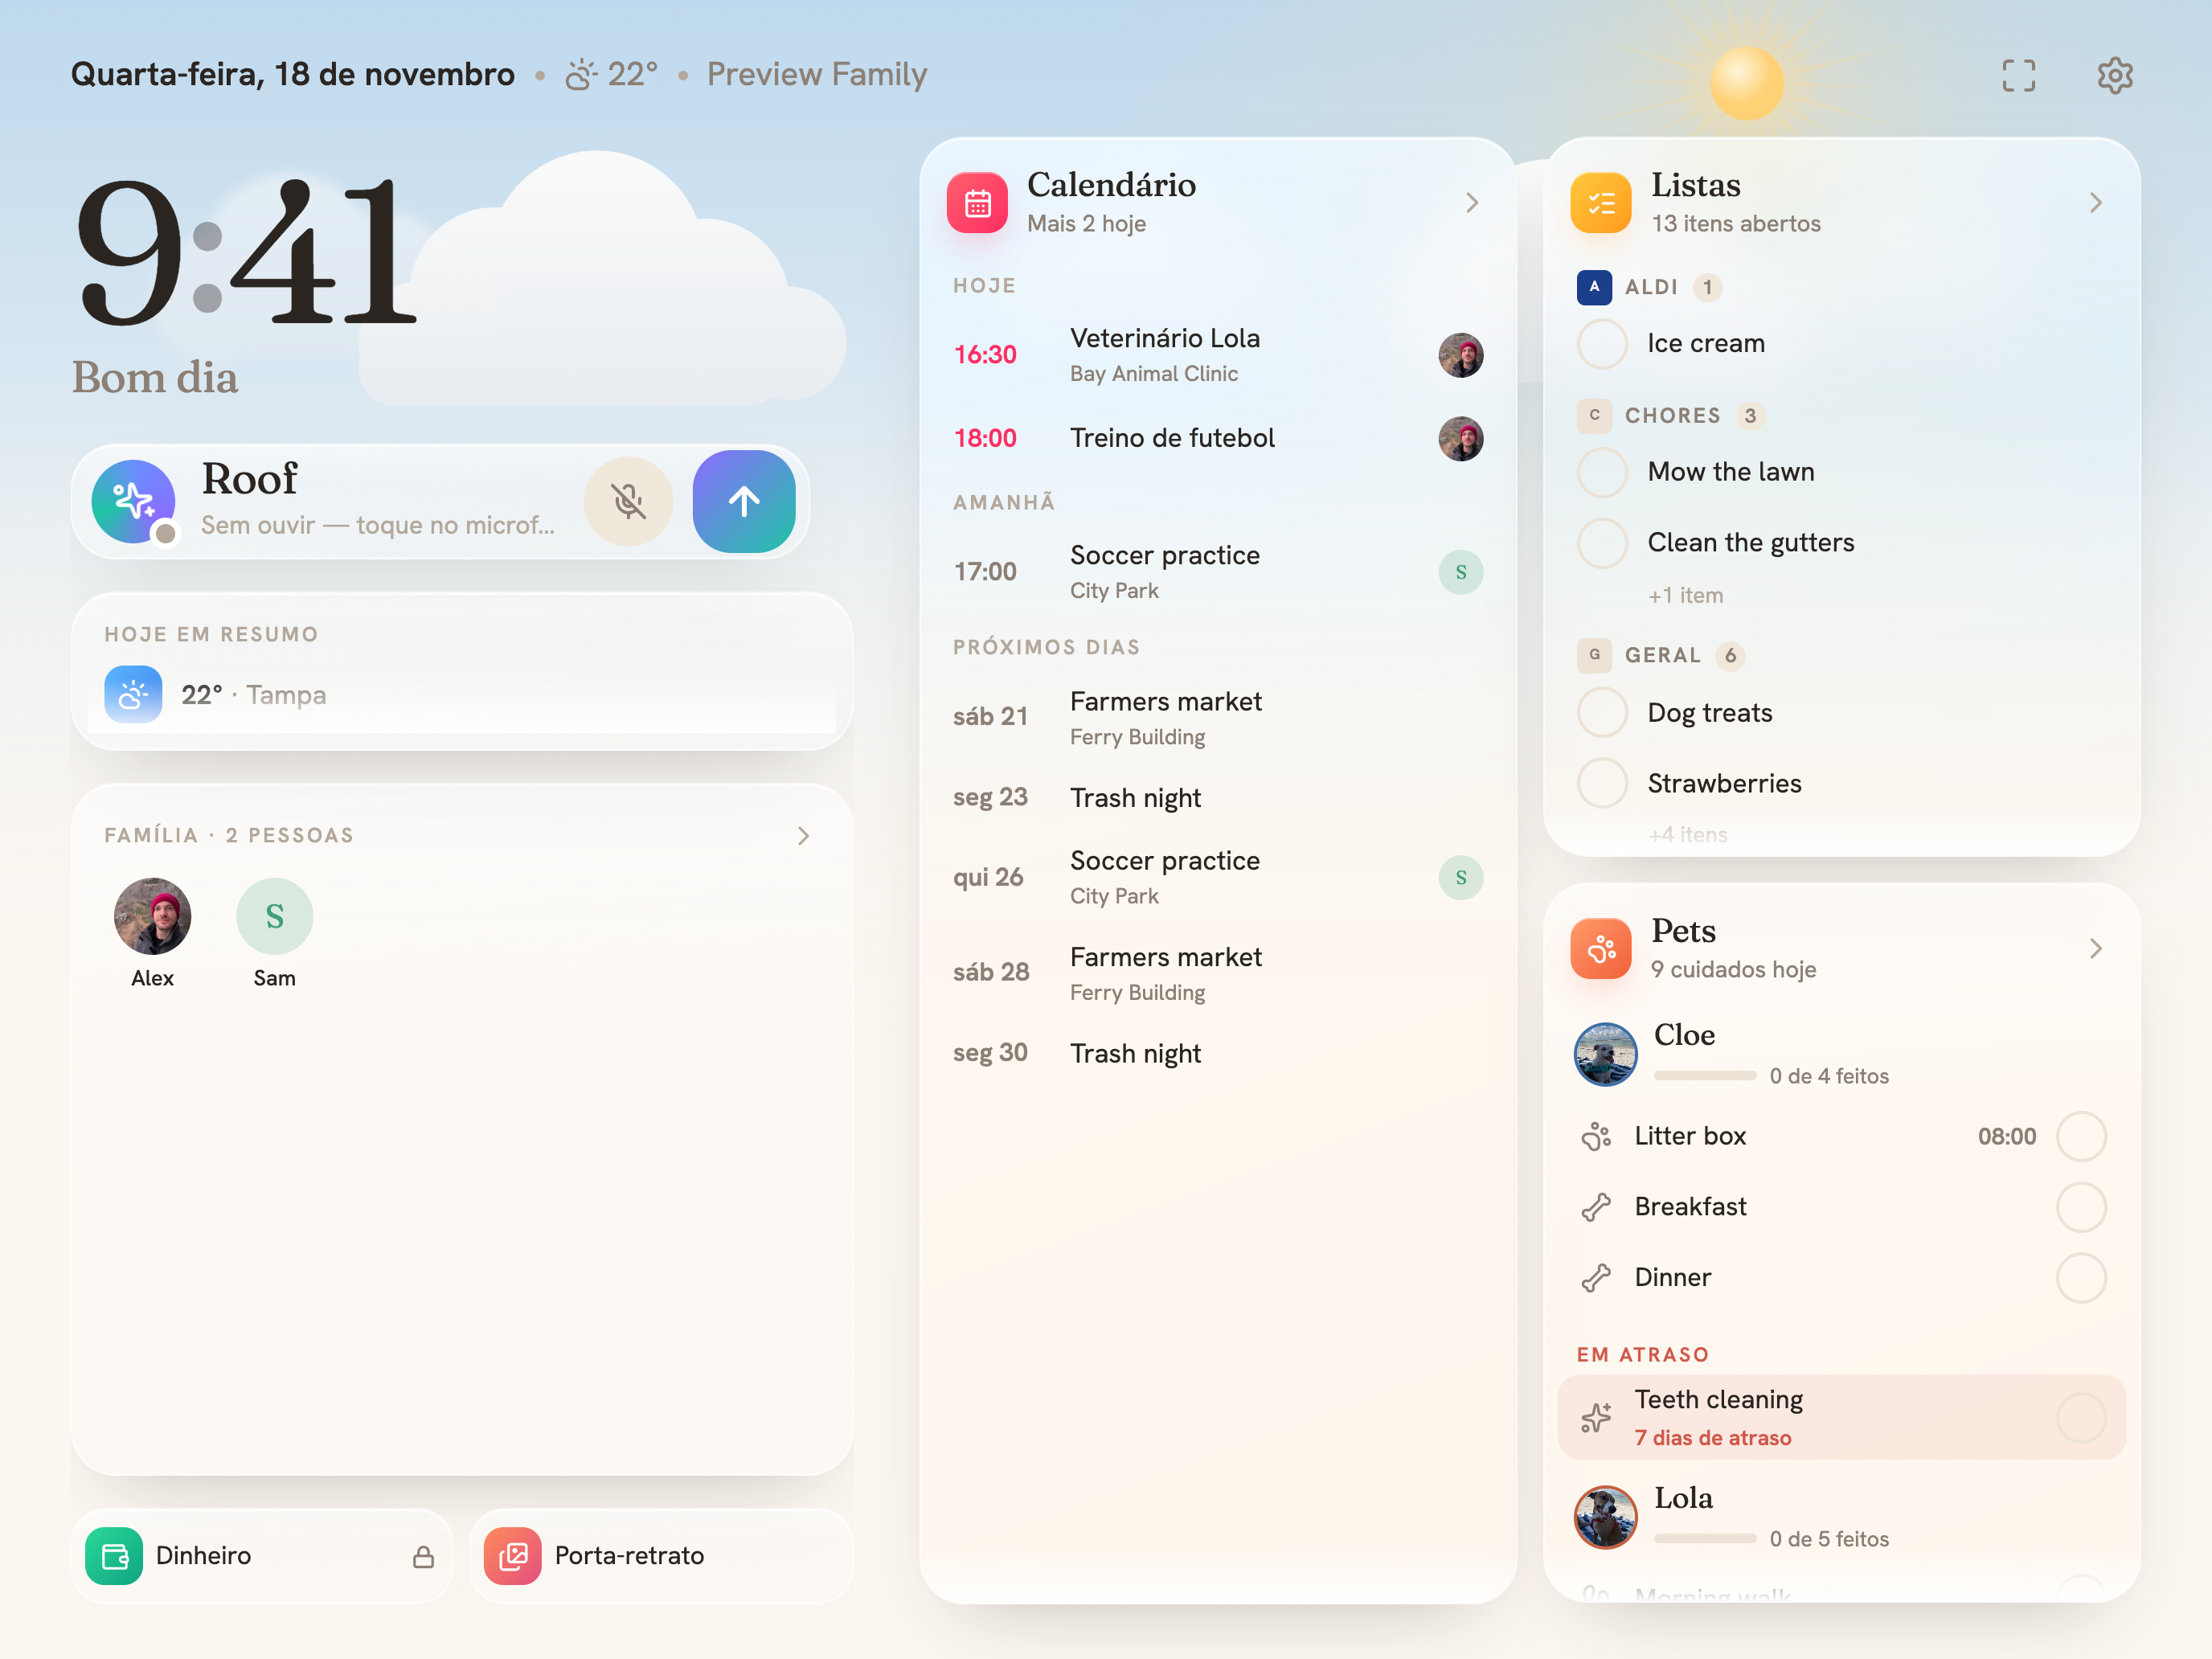 Quarta-feira, 18 de novembro • 22° • Preview Family
9:41
Bom dia
Roof
Sem ouvir — toque no microf...
HOJE EM RESUMO
22° · Tampa
FAMÍLIA · 2 PESSOAS
S
Alex
Sam
Dinheiro
Porta-retrato
Calendário
Mais 2 hoje
HOJE
16:30 Veterinário Lola
Bay Animal Clinic
18:00 Treino de futebol
AMANHÃ
17:00 Soccer practice S
City Park
PRÓXIMOS DIAS
sáb 21 Farmers market
Ferry Building
seg 23 Trash night
qui 26 Soccer practice S
City Park
sáb 28 Farmers market
Ferry Building
seg 30 Trash night
Listas
13 itens abertos
A ALDI 1
Ice cream
C CHORES 3
Mow the lawn
Clean the gutters
+1 item
G GERAL 6
Dog treats
Strawberries
+4 itens
Pets
9 cuidados hoje
Cloe
0 de 4 feitos
Litter box 08:00
Breakfast
Dinner
EM ATRASO
Teeth cleaning
7 dias de atraso
Lola
0 de 5 feitos
Morning walk